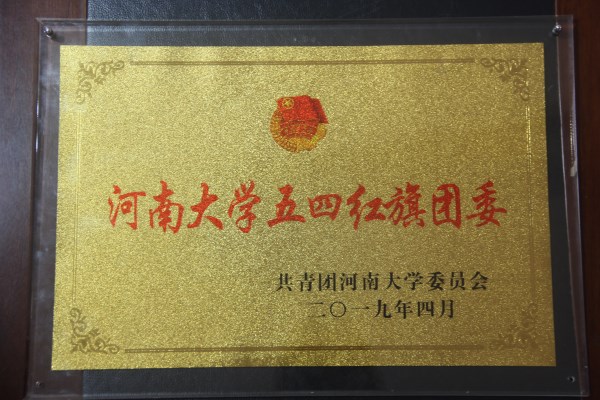 河南大学五四红旗团委
共青团河南大学委员会
二〇一九年四月